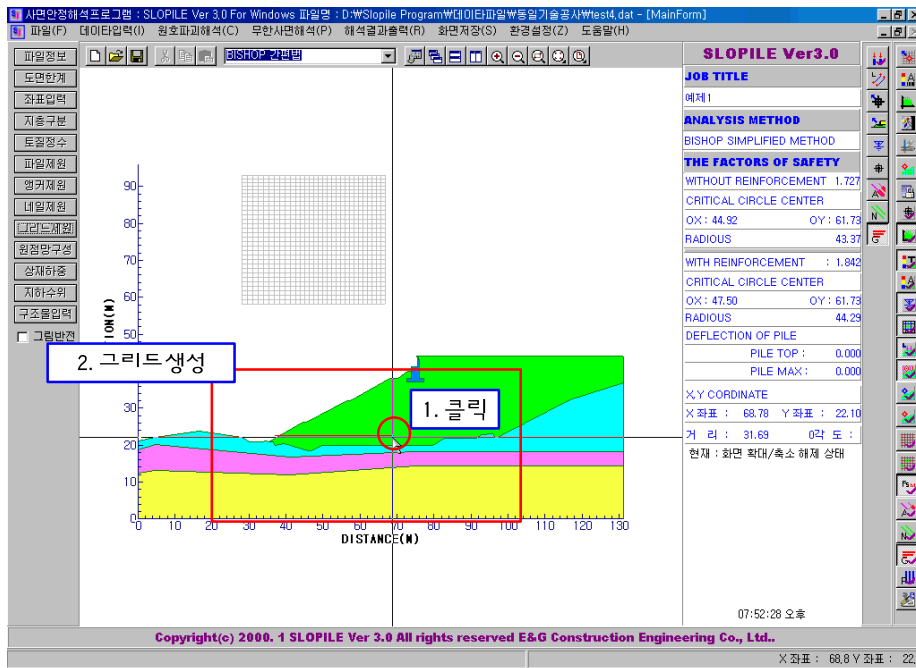 사면안정해석프로그램 : SLOPILE Ver 3,0 For Windows 파일명 : D:₩Slopile Program₩데이타파일₩동일기술공사₩test4,dat - [MainForm]
파일(F) 데이타입력(I) 원호파괴해석(C) 무한사면해석(P) 해석결과출력(R) 화면저장(S) 환경설정(Z) 도움말(H)
BISHOP 간편법
파일정보
도면한계
좌표입력
지층구분
토질정수
파일제원
앵커제원
네일제원
그리드제원
원점망구성
상재하중
지하수위
구조물입력
그림반전
90
80
70
60
50
30
20
10
0
0 10 20 30 40 50 60 70 80 90 100 110 120 130
DISTANCE(M)
2. 그리드생성
1. 클릭
SLOPILE Ver3.0
JOB TITLE
예제1
ANALYSIS METHOD
BISHOP SIMPLIFIED METHOD
THE FACTORS OF SAFETY
WITHOUT REINFORCEMENT 1.727
CRITICAL CIRCLE CENTER
OX : 44.92 OY : 61.73
RADIOUS 43.37
WITH REINFORCEMENT : 1.842
CRITICAL CIRCLE CENTER
OX : 47.50 OY : 61.73
RADIOUS 44.29
DEFLECTION OF PILE
PILE TOP : 0.000
PILE MAX : 0.000
X,Y CORDINATE
X 좌표 : 68.78 Y 좌표 : 22.10
거 리 : 31.69 0각 도 :
현재 : 화면 확대/축소 해제 상태
07:52:28 오후
Copyright(c) 2000. 1 SLOPILE Ver 3.0 All rights reserved E&G Construction Engineering Co., Ltd..
X 좌표 : 68,8 Y 좌표 : 22,